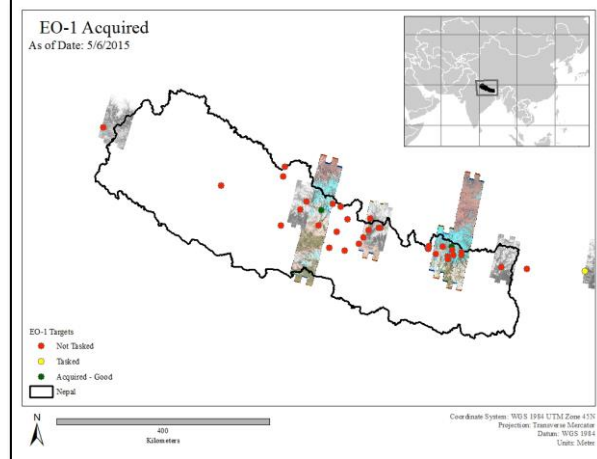 EO-1 Acquired
As of Date: 5/6/2015
EO-1 Targets
Not Tasked
Tasked
Acquired - Good
Nepal
N
400
Kilometers
Coordinate System: WGS 1984 UTM Zone 45N
Projection: Transverse Mercator
Datum: WGS 1984
Units: Meter